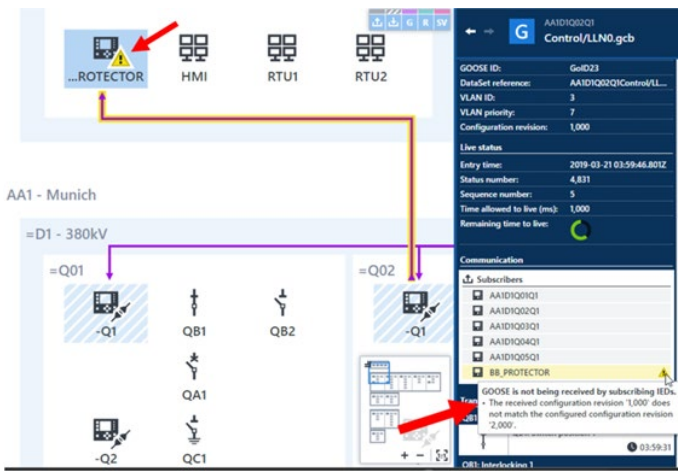 G R SV
...ROTECTOR
HMI
RTU1
RTU2
AA1 - Munich
=D1 - 380kV
=Q01
=Q02
-Q1
QB1
QB2
-Q1
QA1
-Q2
QC1
G
AA1D1Q02Q1
Control/LLN0.gcb
GOOSE ID: GoID23
DataSet reference: AA1D1Q02Q1Control/LL...
VLAN ID: 3
VLAN priority: 7
Configuration revision: 1,000
Live status
Entry time: 2019-03-21 03:59:46.801Z
Status number: 4,831
Sequence number: 5
Time allowed to live (ms): 1,000
Remaining time to live:
Communication
Subscribers
AA1D1Q01Q1
AA1D1Q02Q1
AA1D1Q03Q1
AA1D1Q04Q1
AA1D1Q05Q1
BB_PROTECTOR
GOOSE is not being received by subscribing IEDs.
• The received configuration revision '1,000' does
not match the configured configuration revision
'2,000'.
QB1
03:59:31
QB1: Interlocking 1